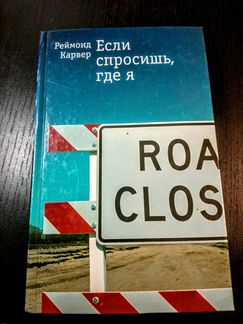 Реймонд
Карвер
Если
спросишь,
где я
ROA
CLOS